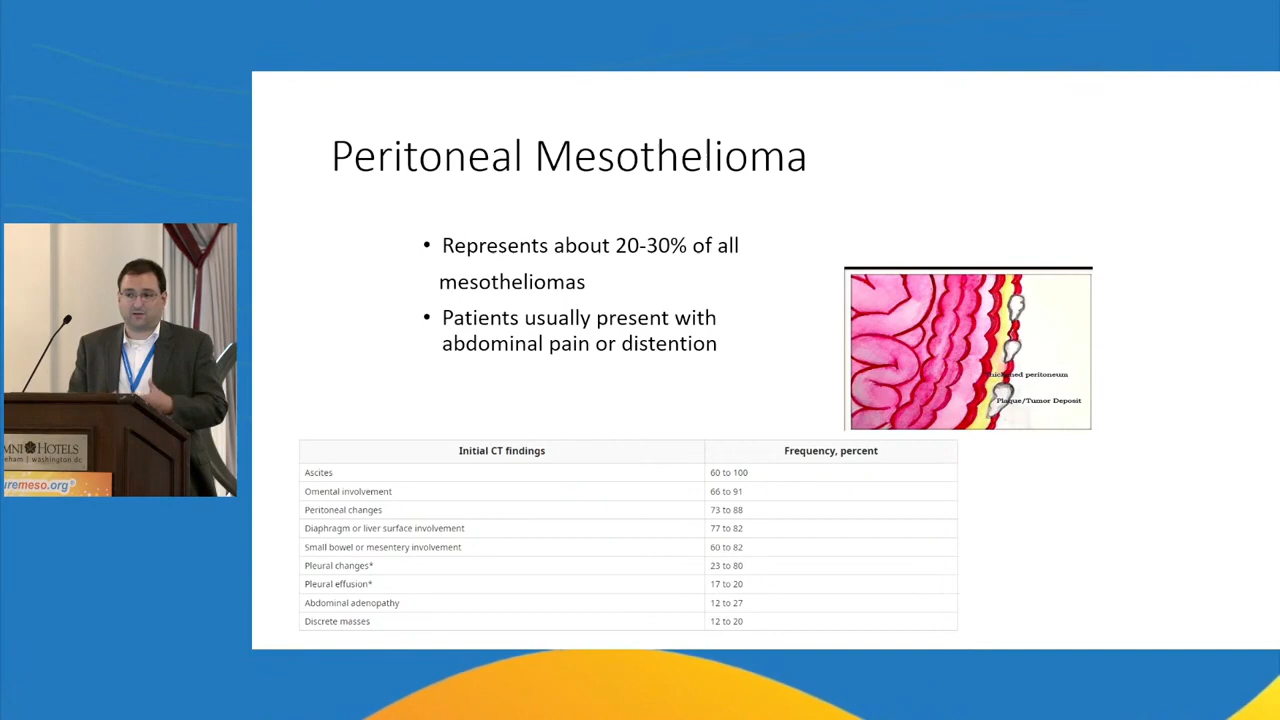 Peritoneal Mesothelioma
• Represents about 20-30% of all
mesotheliomas
• Patients usually present with
abdominal pain or distention
Thickened peritoneum
Plaque/Tumor Deposit
Initial CT findings Frequency, percent
Ascites 60 to 100
Omental involvement 66 to 91
Peritoneal changes 73 to 88
Diaphragm or liver surface involvement 77 to 82
Small bowel or mesentery involvement 60 to 82
Pleural changes* 23 to 80
Pleural effusion* 17 to 20
Abdominal adenopathy 12 to 27
Discrete masses 12 to 20
MNI HOTELS
eham | washington dc
uremeso.org®